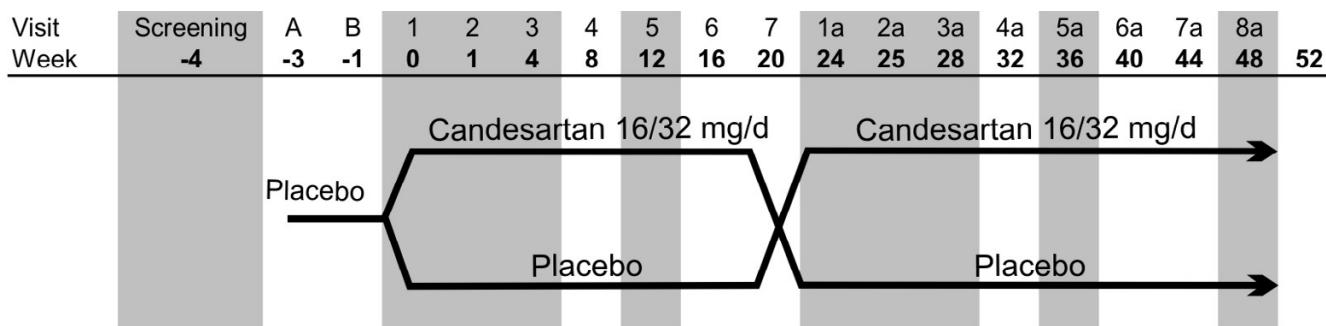 Visit Screening A B 1 2 3 4 5 6 7 1a 2a 3a 4a 5a 6a 7a 8a
Week -4 -3 -1 0 1 4 8 12 16 20 24 25 28 32 36 40 44 48 52
Candesartan 16/32 mg/d Candesartan 16/32 mg/d
Placebo
Placebo Placebo